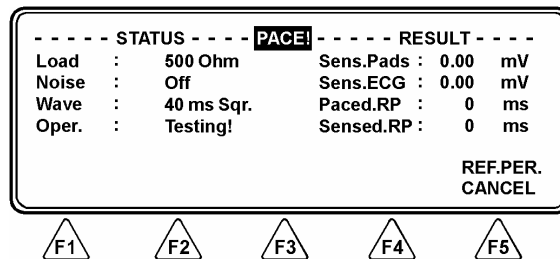 - - - - - STATUS - - - - PACE! - - - - - RESULT - - - -
Load : 500 Ohm Sens.Pads : 0.00 mV
Noise : Off Sens.ECG : 0.00 mV
Wave : 40 ms Sqr. Paced.RP : 0 ms
Oper. : Testing! Sensed.RP : 0 ms
REF.PER.
CANCEL
F1 F2 F3 F4 F5